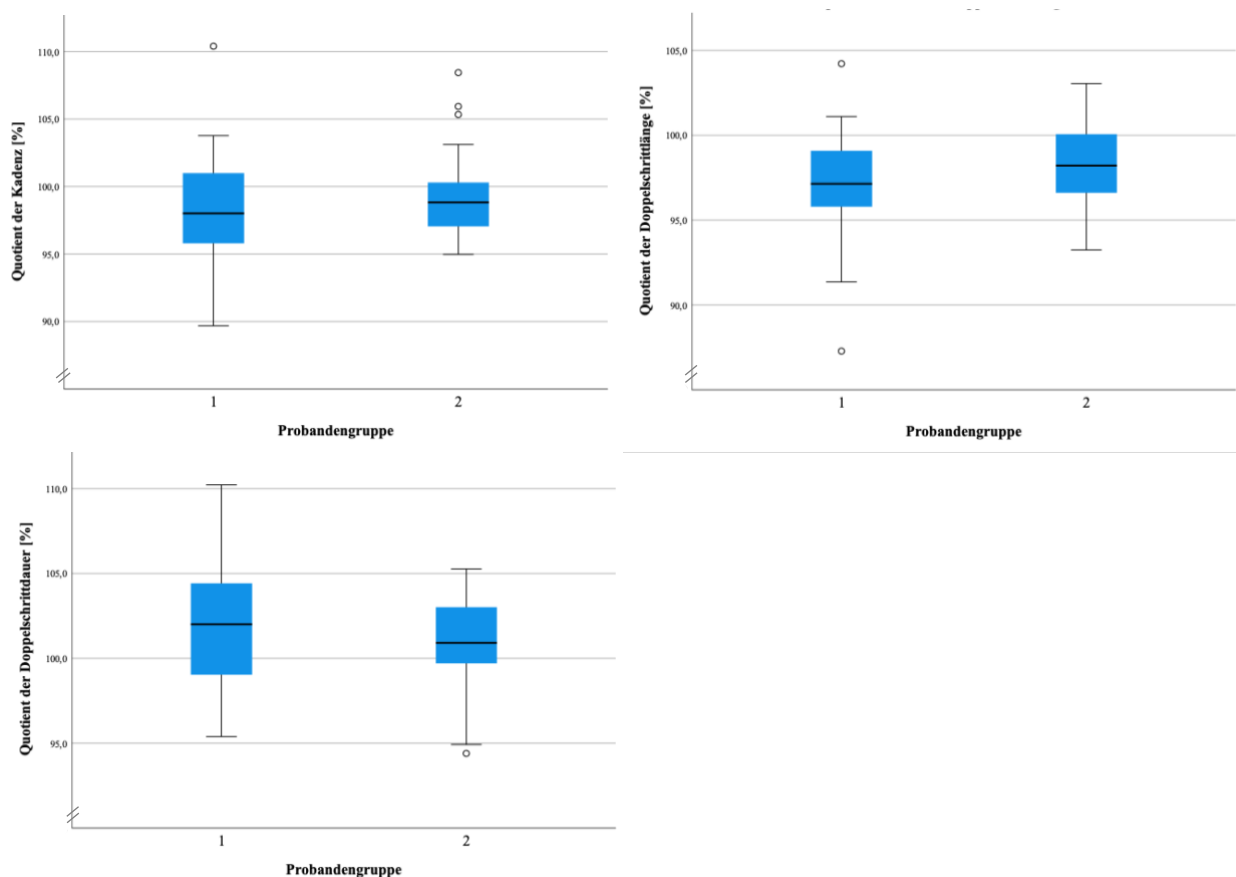 Quotient der Kadenz [%]
110,0
105,0
100,0
95,0
90,0
1 2
Probandengruppe
Quotient der Doppelschrittlänge [%]
105,0
100,0
95,0
90,0
1 2
Probandengruppe
Quotient der Doppelschrittdauer [%]
110,0
105,0
100,0
95,0
1 2
Probandengruppe